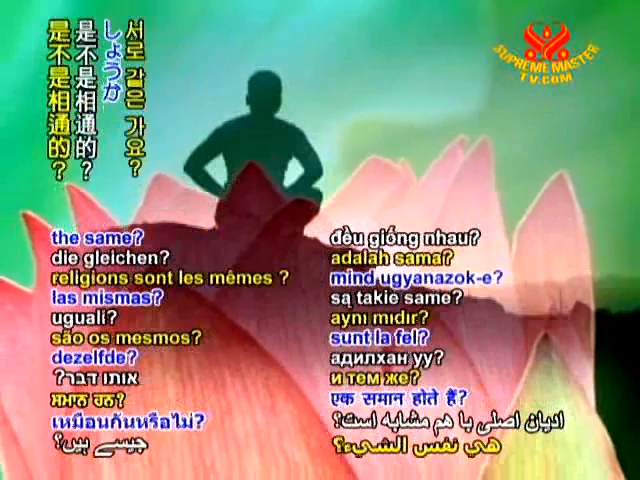 서로 같은 가요?
しょうか
是不是相通的?
是不是相通的?
SUPREME MASTER
TV.COM
the same?
die gleichen?
religions sont les mêmes ?
las mismas?
uguali?
são os mesmos?
dezelfde?
אותו דבר?
ਸਮਾਨ ਹਨ?
เหมือนกันหรือไม่?
جیسے ہیں؟
đều giống nhau?
adalah sama?
mind ugyanazok-e?
są takie same?
aynı mıdır?
sunt la fel?
адилхан уу?
и тем же?
एक समान होते हैं?
ادیان اصلی با هم مشابه است؟
هي نفس الشيء؟